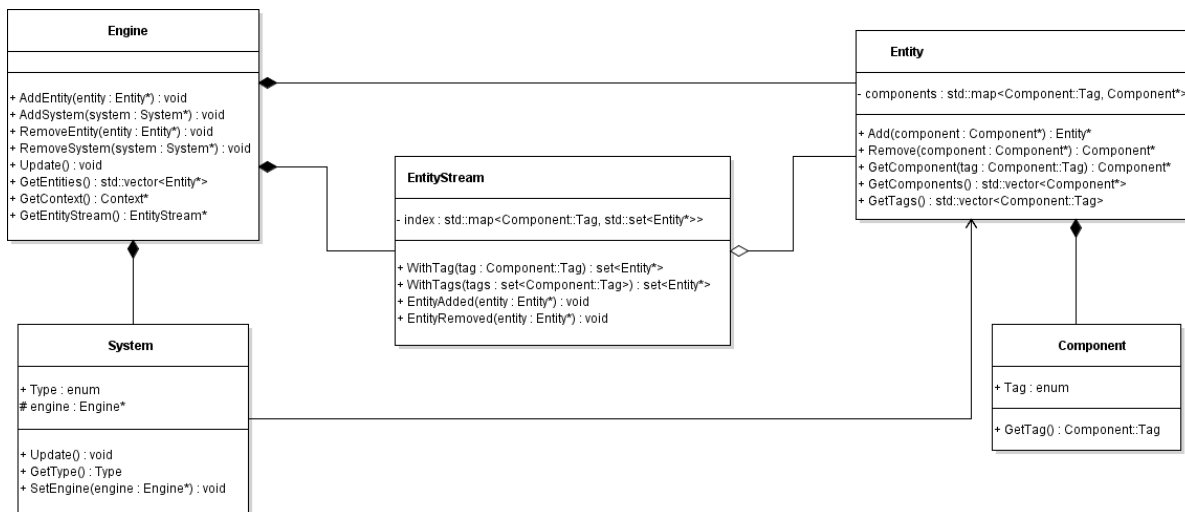 Engine
+ AddEntity(entity : Entity*) : void
+ AddSystem(system : System*) : void
+ RemoveEntity(entity : Entity*) : void
+ RemoveSystem(system : System*) : void
+ Update() : void
+ GetEntities() : std::vector<Entity*>
+ GetContext() : Context*
+ GetEntityStream() : EntityStream*
Entity
- components : std::map<Component::Tag, Component*>
+ Add(component : Component*) : Entity*
+ Remove(component : Component*) : Component*
+ GetComponent(tag : Component::Tag) : Component*
+ GetComponents() : std::vector<Component*>
+ GetTags() : std::vector<Component::Tag>
EntityStream
- index : std::map<Component::Tag, std::set<Entity*>>
+ WithTag(tag : Component::Tag) : set<Entity*>
+ WithTags(tags : set<Component::Tag>) : set<Entity*>
+ EntityAdded(entity : Entity*) : void
+ EntityRemoved(entity : Entity*) : void
System
+ Type : enum
# engine : Engine*
+ Update() : void
+ GetType() : Type
+ SetEngine(engine : Engine*) : void
Component
+ Tag : enum
+ GetTag() : Component::Tag